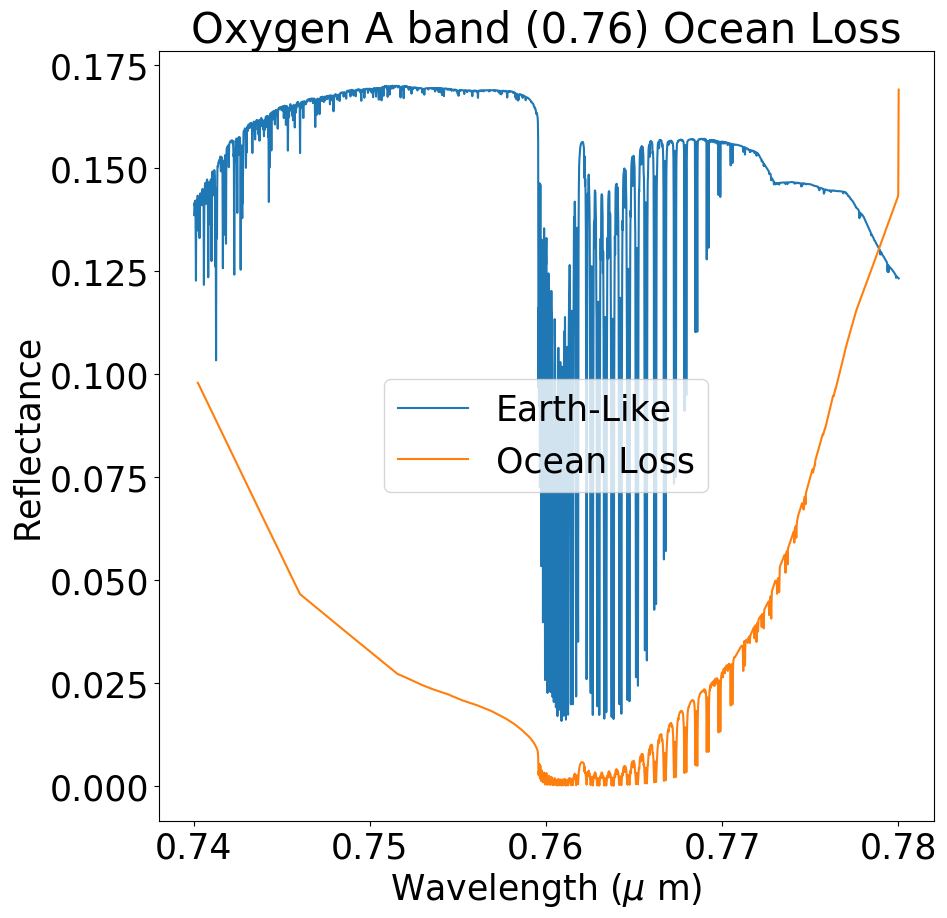 Oxygen A band (0.76) Ocean Loss
0.175
0.150
0.125
0.100
0.075
0.050
0.025
0.000
Reflectance
Earth-Like
Ocean Loss
0.74 0.75 0.76 0.77 0.78
Wavelength (μ m)